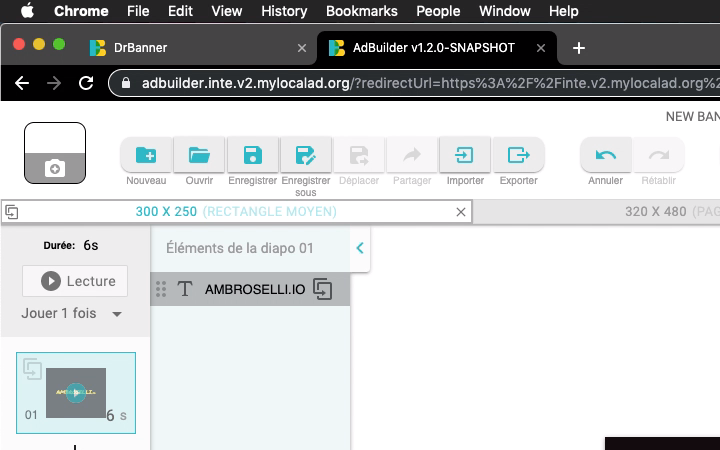 Chrome File Edit View History Bookmarks People Window Help
DrBanner
AdBuilder v1.2.0-SNAPSHOT
adbuilder.inte.v2.mylocalad.org/?redirectUrl=https%3A%2F%2Finte.v2.mylocalad.org%2
NEW BAN
Nouveau Ouvrir Enregistrer Enregistrer sous Déplacer Partager Importer Exporter Annuler Rétablir
300 X 250 (RECTANGLE MOYEN)
320 X 480 (PAG
Durée: 6s
Éléments de la diapo 01
Lecture
AMBROSELLI.IO
Jouer 1 fois
01 6 s